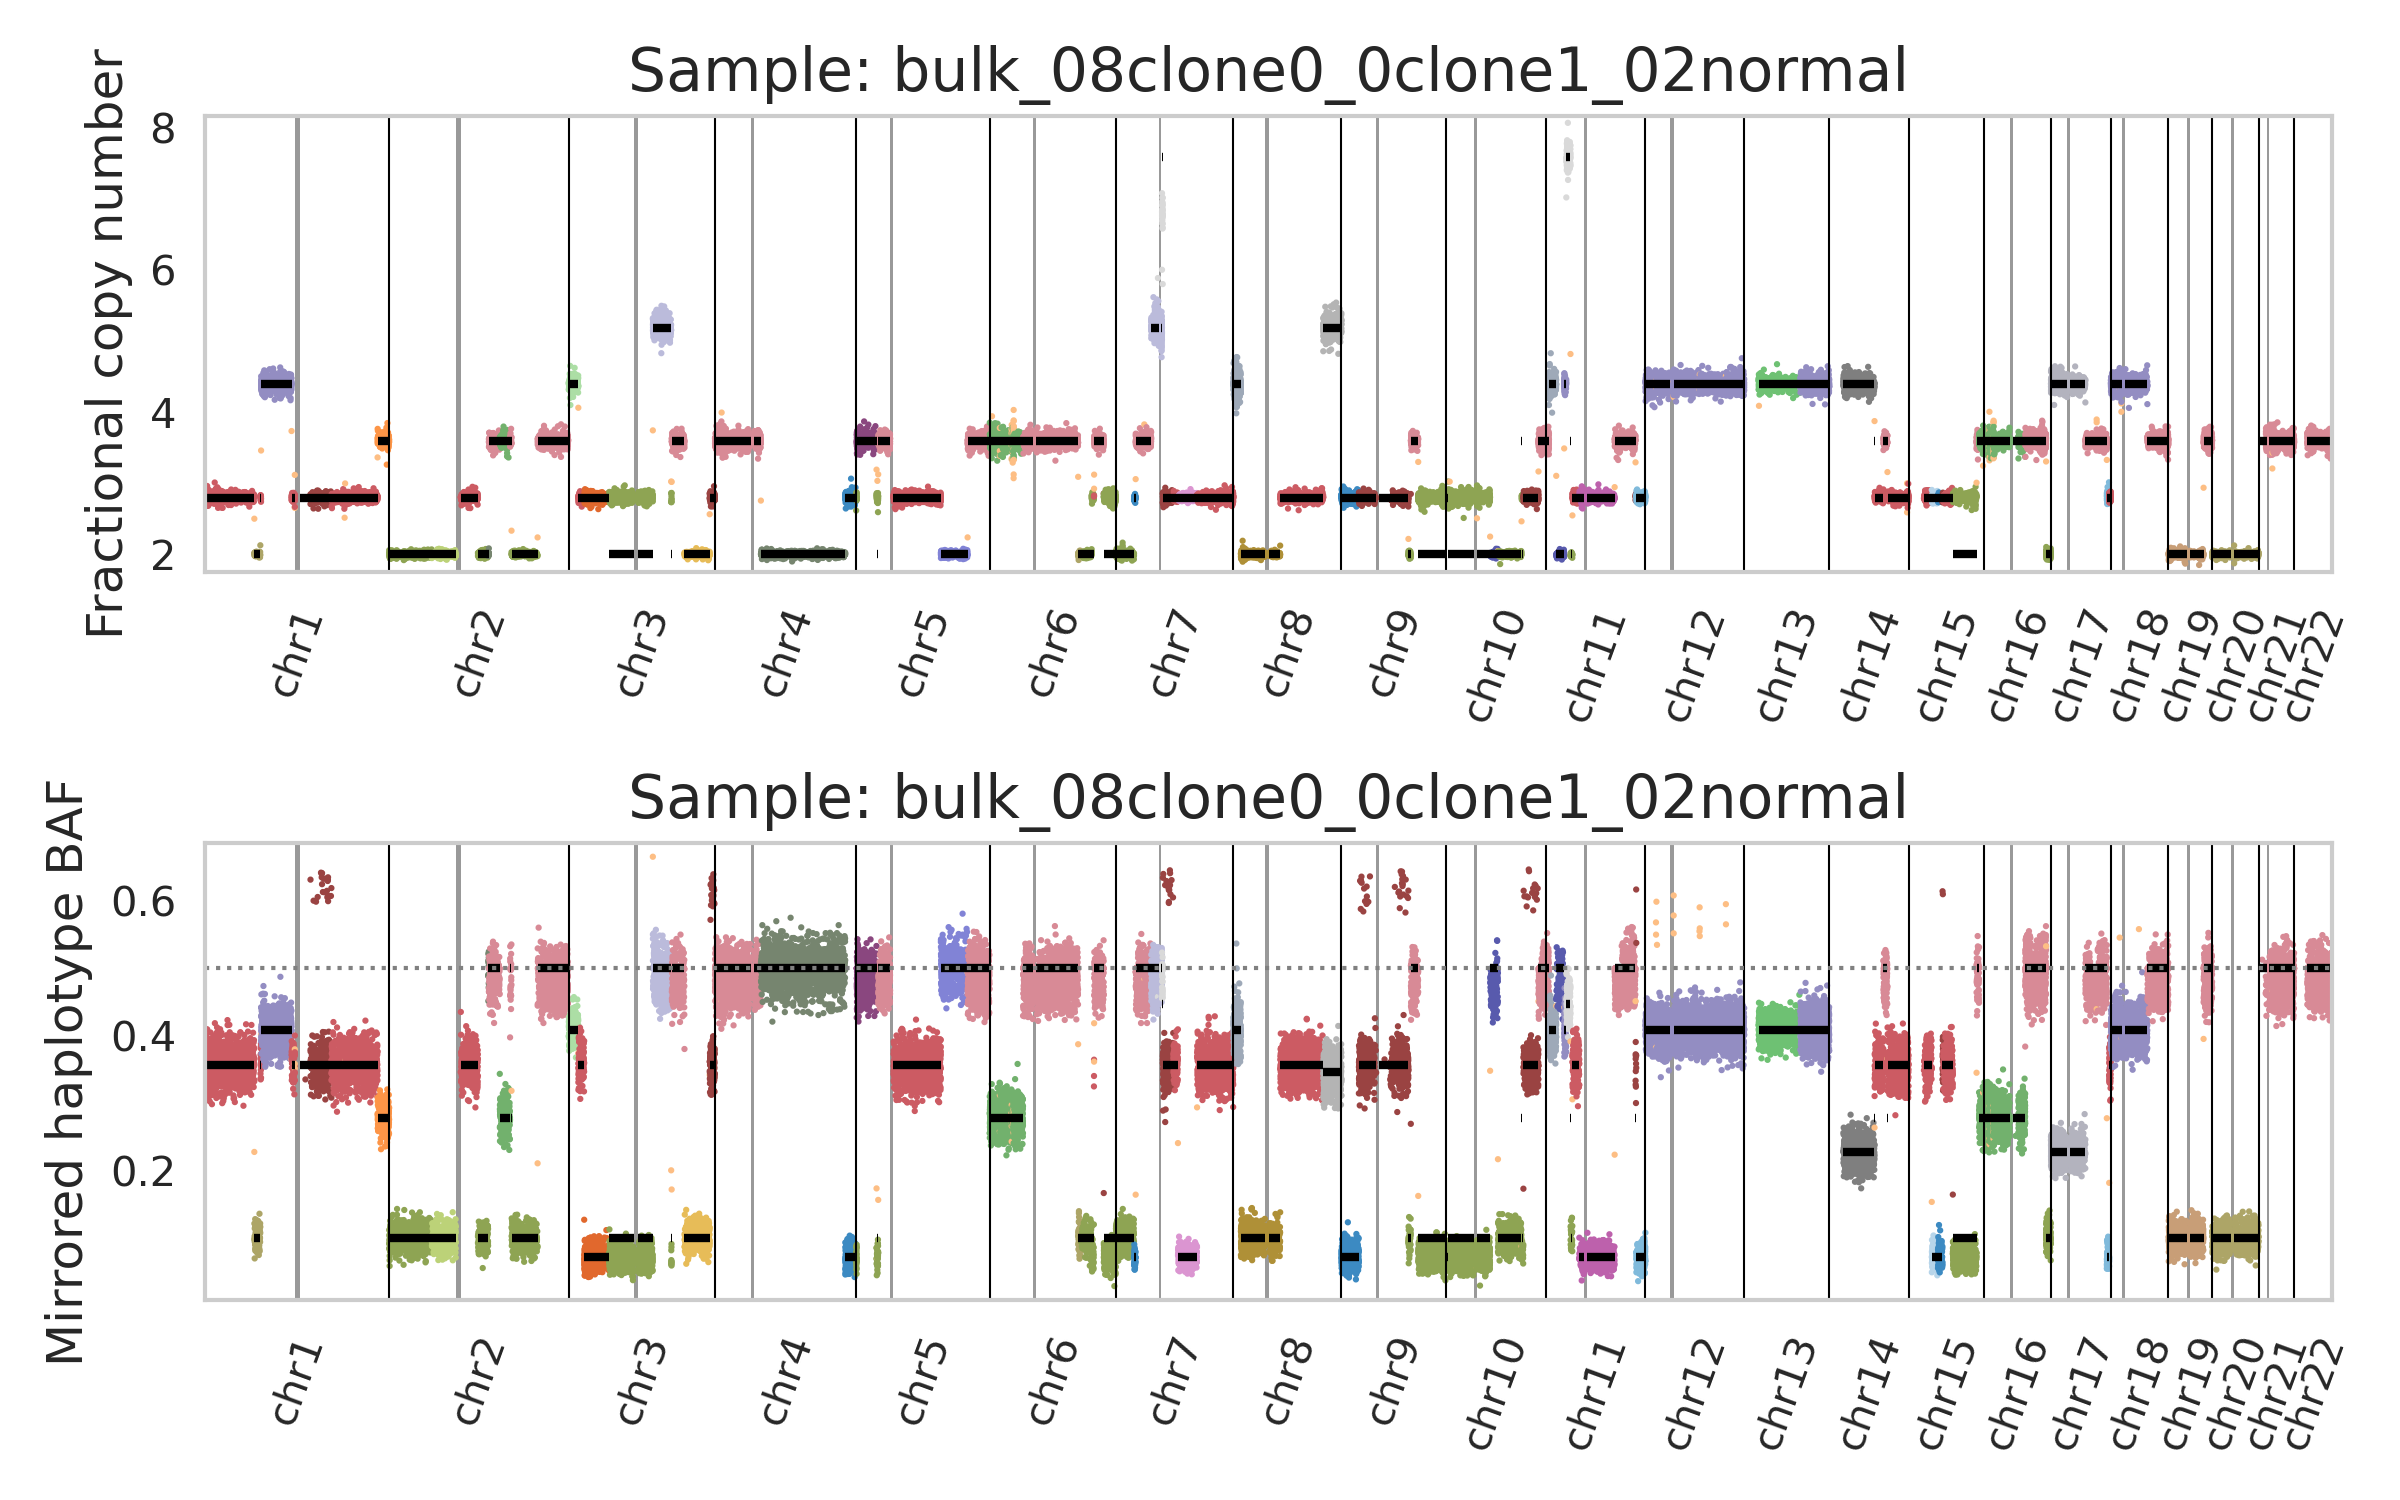 Sample: bulk_08clone0_0clone1_02normal
Fractional copy number
8
6
4
2
chr1 chr2 chr3 chr4 chr5 chr6 chr7 chr8 chr9 chr10 chr11 chr12 chr13 chr14 chr15 chr16 chr17 chr18 chr19 chr20 chr21 chr22
Sample: bulk_08clone0_0clone1_02normal
Mirrored haplotype BAF
0.6
0.4
0.2
chr1 chr2 chr3 chr4 chr5 chr6 chr7 chr8 chr9 chr10 chr11 chr12 chr13 chr14 chr15 chr16 chr17 chr18 chr19 chr20 chr21 chr22